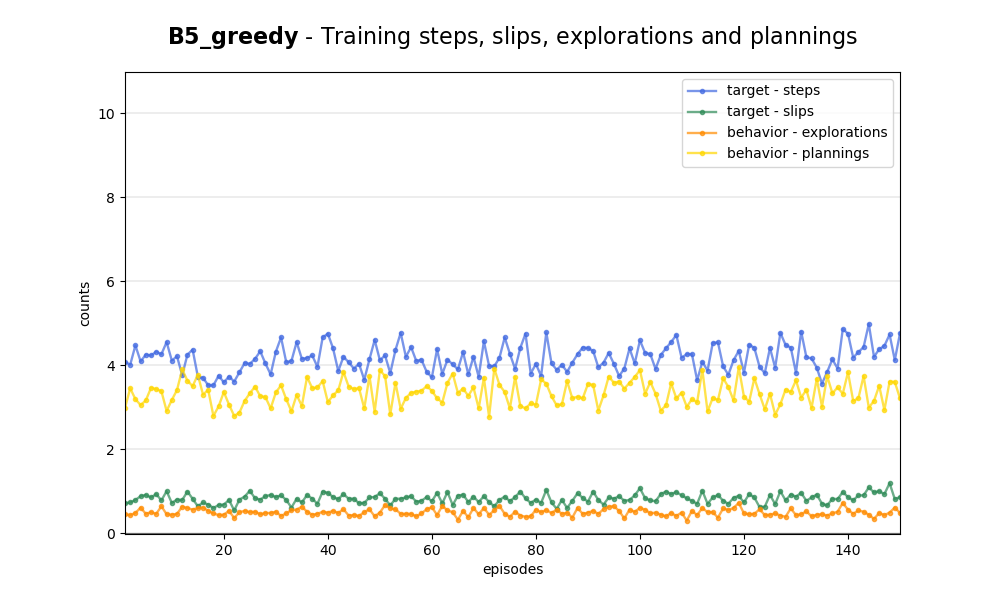 B5_greedy - Training steps, slips, explorations and plannings
target - steps
target - slips
behavior - explorations
behavior - plannings
10
8
6
4
2
0
counts
20 40 60 80 100 120 140
episodes